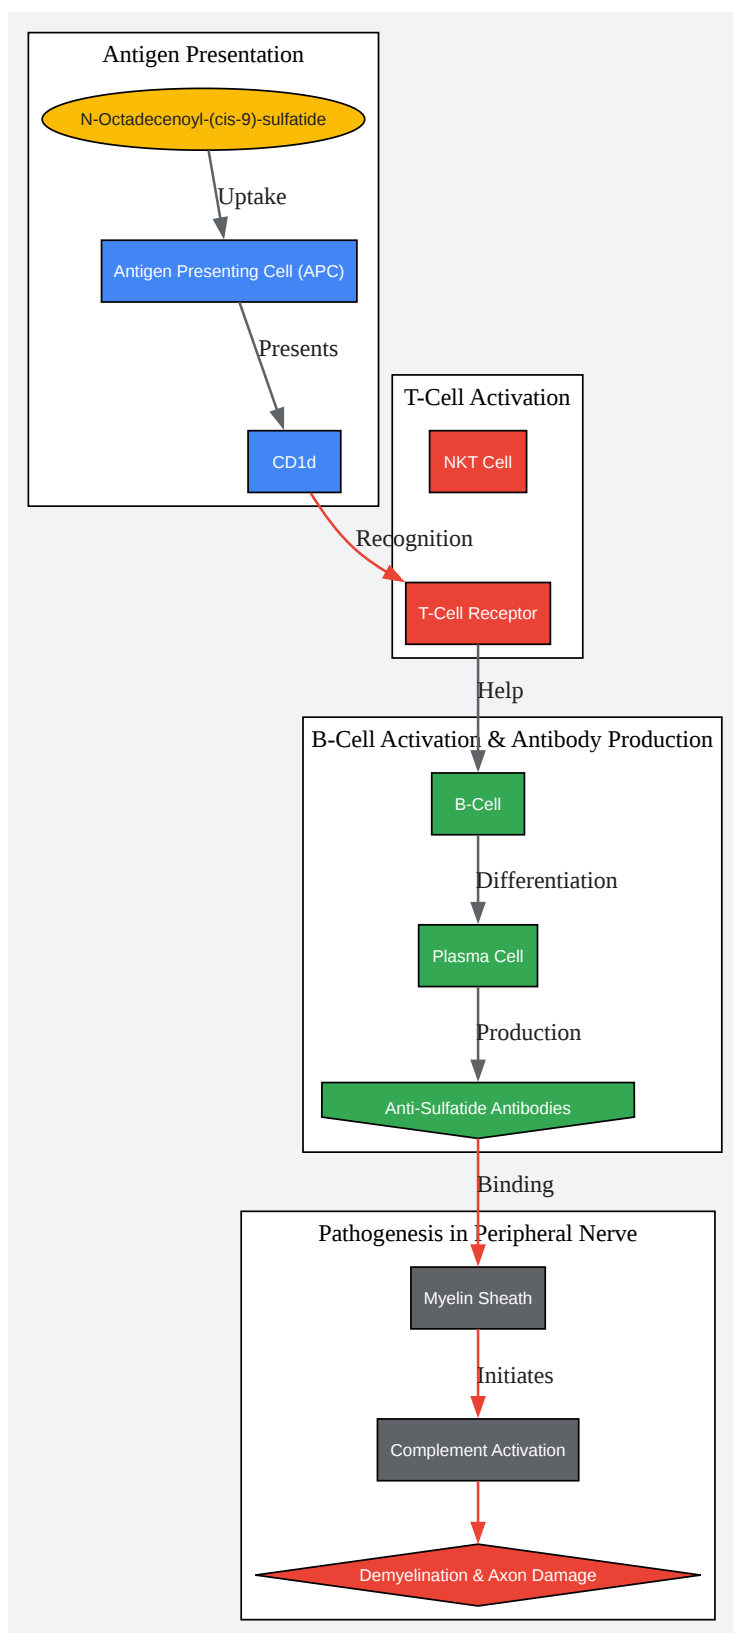 Antigen Presentation
N-Octadecenoyl-(cis-9)-sulfatide
Uptake
Antigen Presenting Cell (APC)
Presents
CD1d
T-Cell Activation
NKT Cell
Recognition
T-Cell Receptor
Help
B-Cell Activation & Antibody Production
B-Cell
Differentiation
Plasma Cell
Production
Anti-Sulfatide Antibodies
Binding
Pathogenesis in Peripheral Nerve
Myelin Sheath
Initiates
Complement Activation
Demyelination & Axon Damage